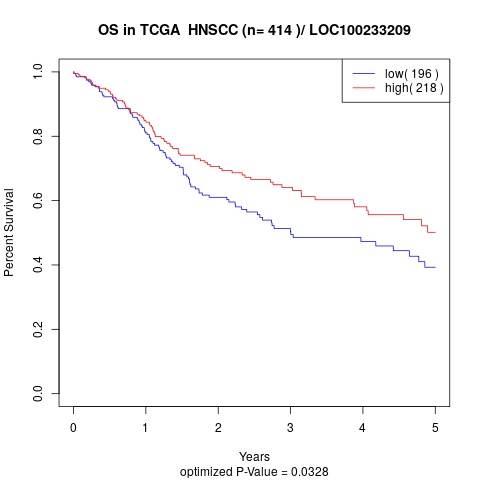 OS in TCGA  HNSCC (n= 414 )/ LOC100233209
low( 196 )
high( 218 )
Percent Survival
1.0
0.8
0.6
0.4
0.2
0.0
0 1 2 3 4 5
Years
optimized P-Value = 0.0328